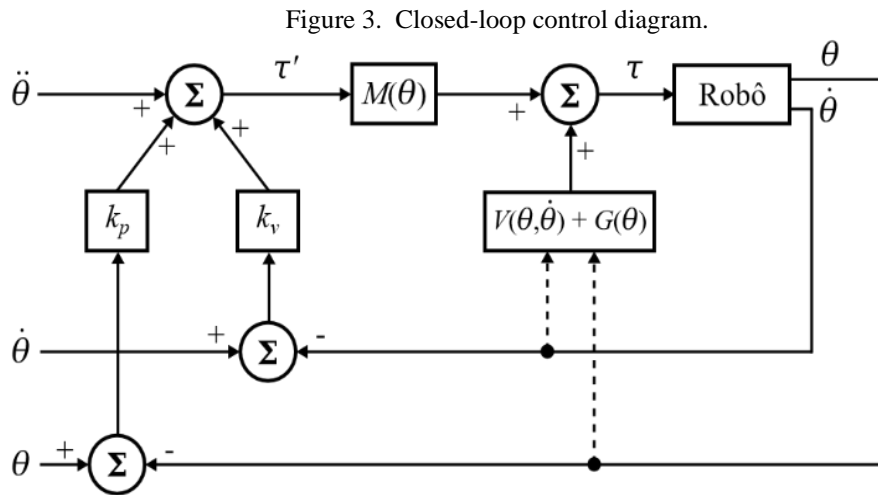 Figure 3. Closed-loop control diagram.
θ̈ + Σ τ′ M(θ) + Σ τ Robô θ
θ̇
+ + +
k_p k_v V(θ,θ̇) + G(θ)
θ̇ + Σ -
θ + Σ -